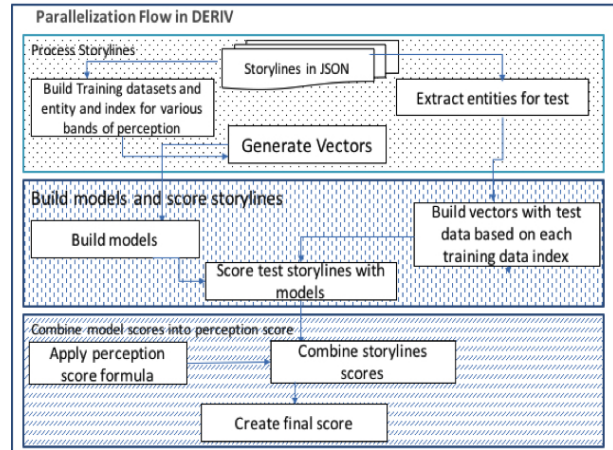 Parallelization Flow in DERIV
Process Storylines
Storylines in JSON
Build Training datasets and
entity and index for various
bands of perception
Extract entities for test
Generate Vectors
Build models and score storylines
Build models
Build vectors with test
data based on each
training data index
Score test storylines with
models
Combine model scores into perception score
Apply perception
score formula
Combine storylines
scores
Create final score